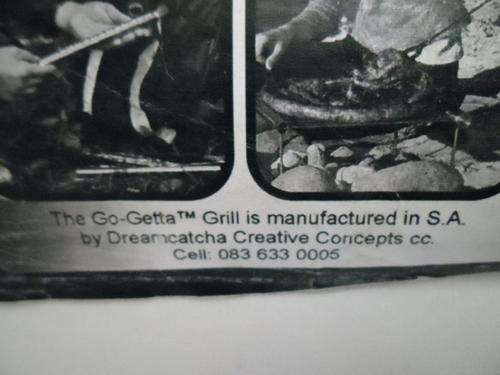 The Go-Getta™ Grill is manufactured in S.A.
by Dreamcatcha Creative Concepts cc.
Cell: 083 633 0005